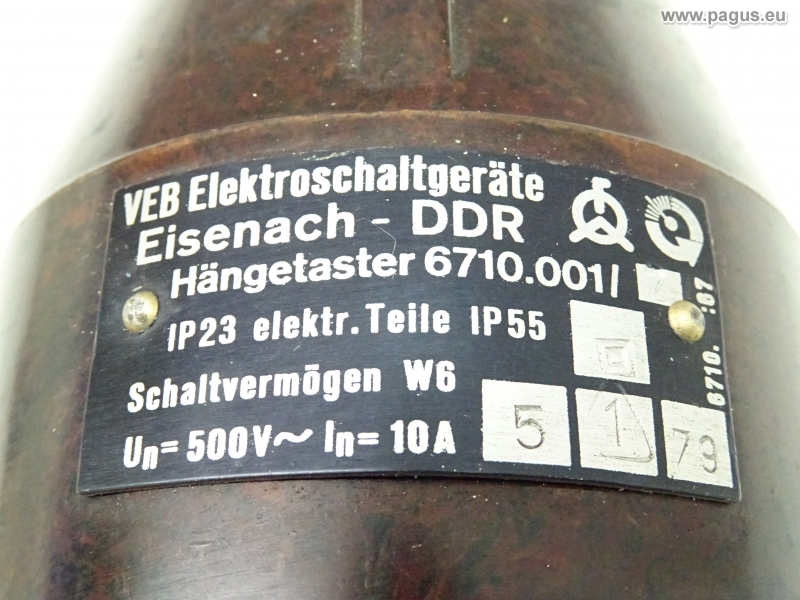 www.pagus.eu
VEB Elektroschaltgeräte
Eisenach - DDR
Hängetaster 6710.001/
IP23 elektr. Teile IP55
Schaltvermögen W6
Un= 500V~ In= 10A
5 1 79
6710. :67